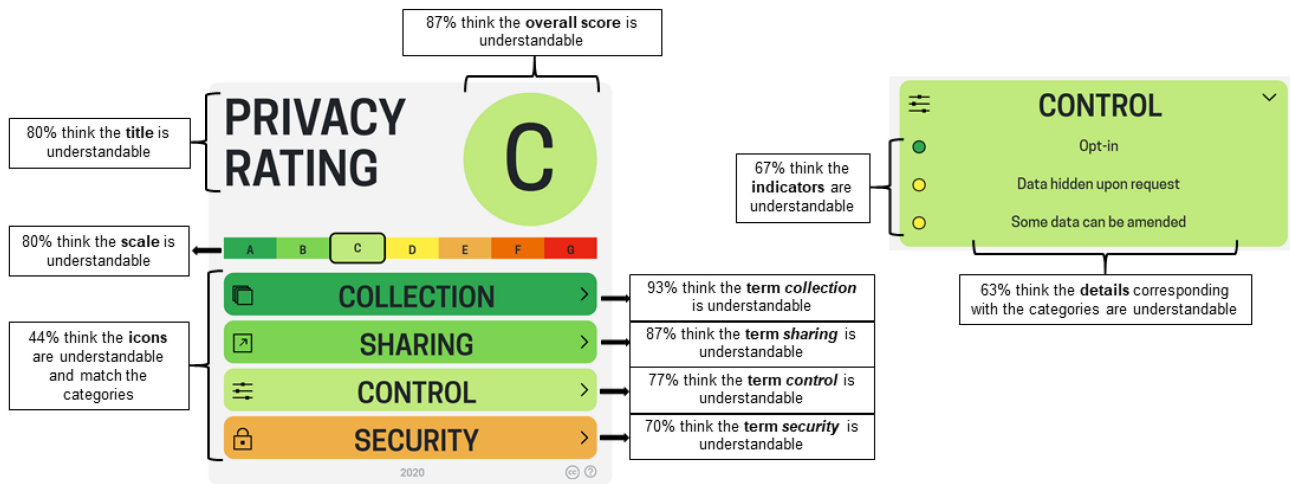 87% think the overall score is
understandable
80% think the title is
understandable
PRIVACY
RATING
C
80% think the scale is
understandable
A B C D E F G
44% think the icons
are understandable
and match the
categories
COLLECTION
SHARING
CONTROL
SECURITY
2020
cc ?
93% think the term collection
is understandable
87% think the term sharing is
understandable
77% think the term control is
understandable
70% think the term security is
understandable
CONTROL
Opt-in
Data hidden upon request
Some data can be amended
67% think the
indicators are
understandable
63% think the details corresponding
with the categories are understandable